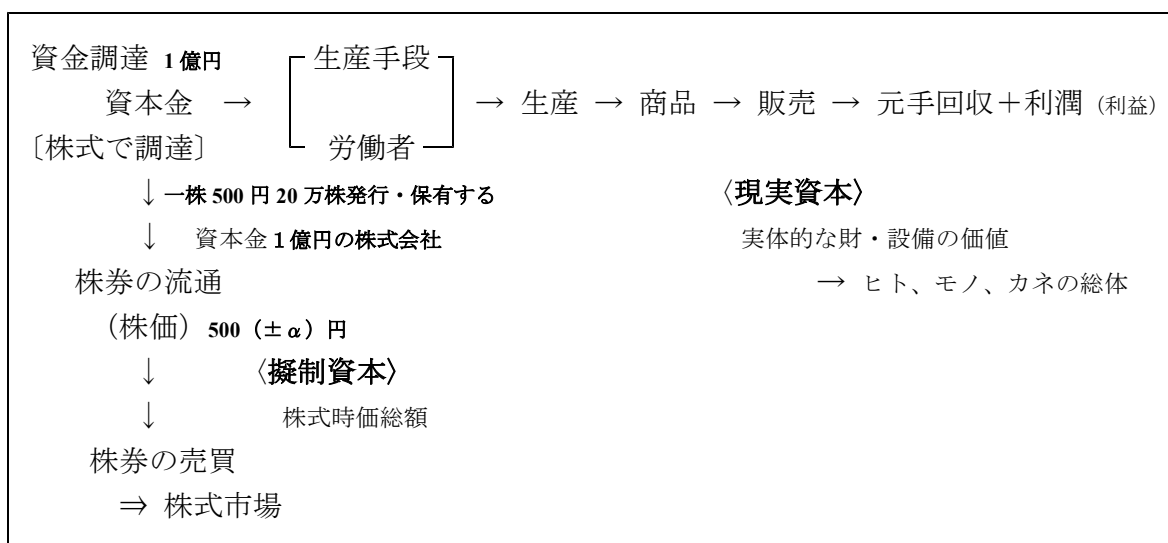 資金調達 1億円 生産手段
資本金 → → 生産 → 商品 → 販売 → 元手回収＋利潤（利益）
〔株式で調達〕 労働者
↓ 一株500円20万株発行・保有する 〈現実資本〉
↓ 資本金1億円の株式会社 実体的な財・設備の価値
株券の流通 → ヒト、モノ、カネの総体
（株価）500（±α）円
↓ 〈擬制資本〉
↓ 株式時価総額
株券の売買
⇒ 株式市場